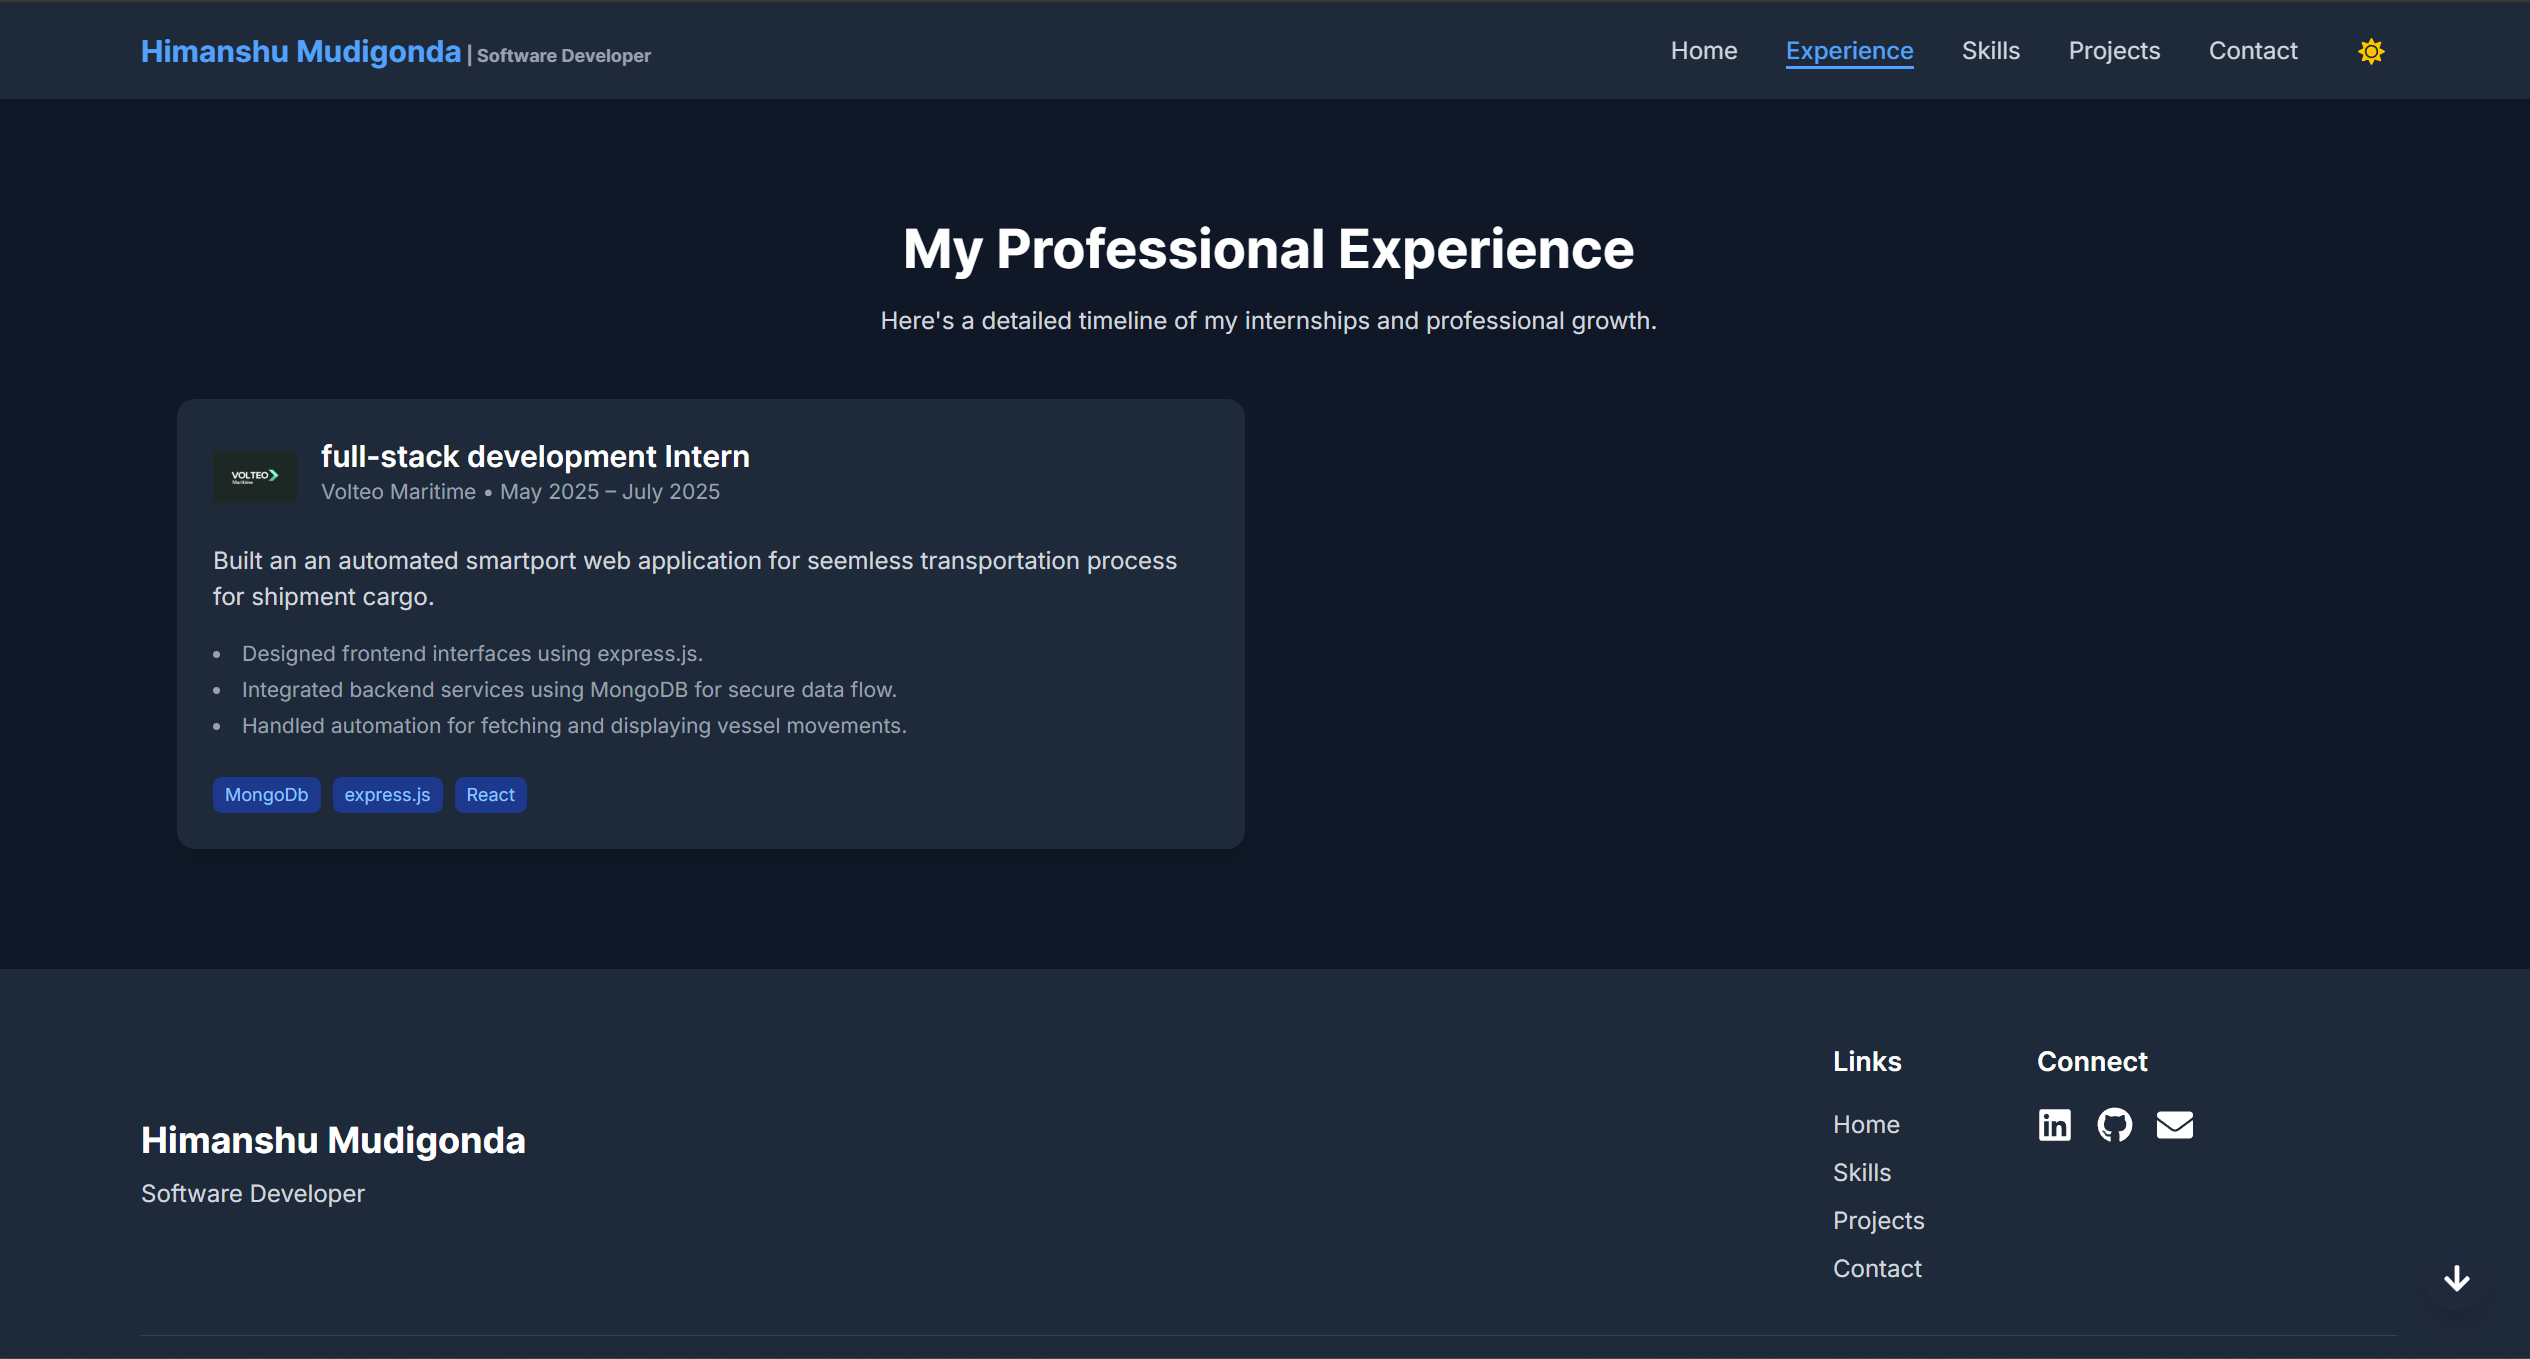 Himanshu Mudigonda | Software Developer
Home Experience Skills Projects Contact
My Professional Experience
Here's a detailed timeline of my internships and professional growth.
VOLTEO
Maritime
full-stack development Intern
Volteo Maritime • May 2025 – July 2025
Built an an automated smartport web application for seemless transportation process
for shipment cargo.
• Designed frontend interfaces using express.js.
• Integrated backend services using MongoDB for secure data flow.
• Handled automation for fetching and displaying vessel movements.
MongoDb express.js React
Himanshu Mudigonda
Software Developer
Links
Home
Skills
Projects
Contact
Connect
in